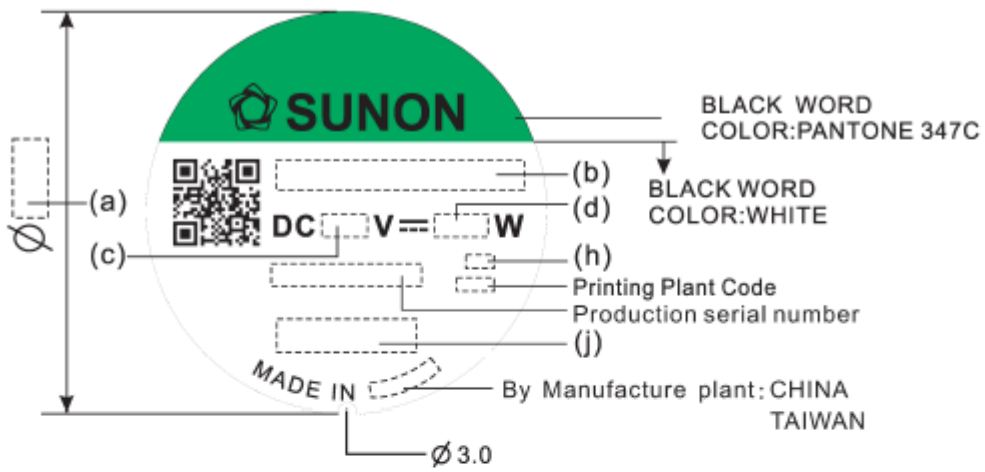 SUNON
BLACK WORD
COLOR:PANTONE 347C
(b)
BLACK WORD
COLOR:WHITE
(a)
Ø
(d)
DC V W
(c)
(h)
Printing Plant Code
Production serial number
(j)
MADE IN
By Manufacture plant: CHINA
TAIWAN
Ø 3.0